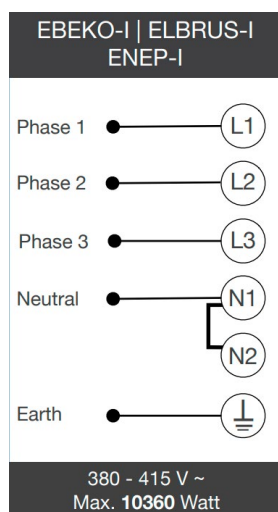 EBEKO-I | ELBRUS-I
ENEP-I
Phase 1 L1
Phase 2 L2
Phase 3 L3
Neutral N1
N2
Earth
380 - 415 V ~
Max. 10360 Watt